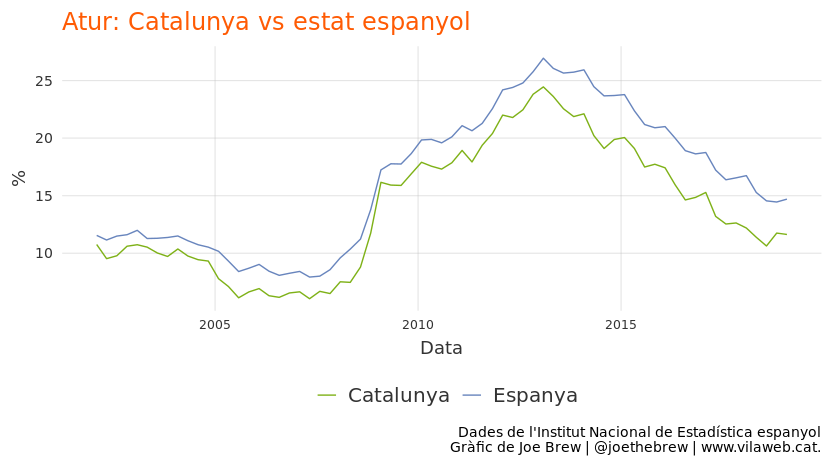 Atur: Catalunya vs estat espanyol
25
20
15
10
%
2005 2010 2015
Data
Catalunya Espanya
Dades de l'Institut Nacional de Estadística espanyol
Gràfic de Joe Brew | @joethebrew | www.vilaweb.cat.